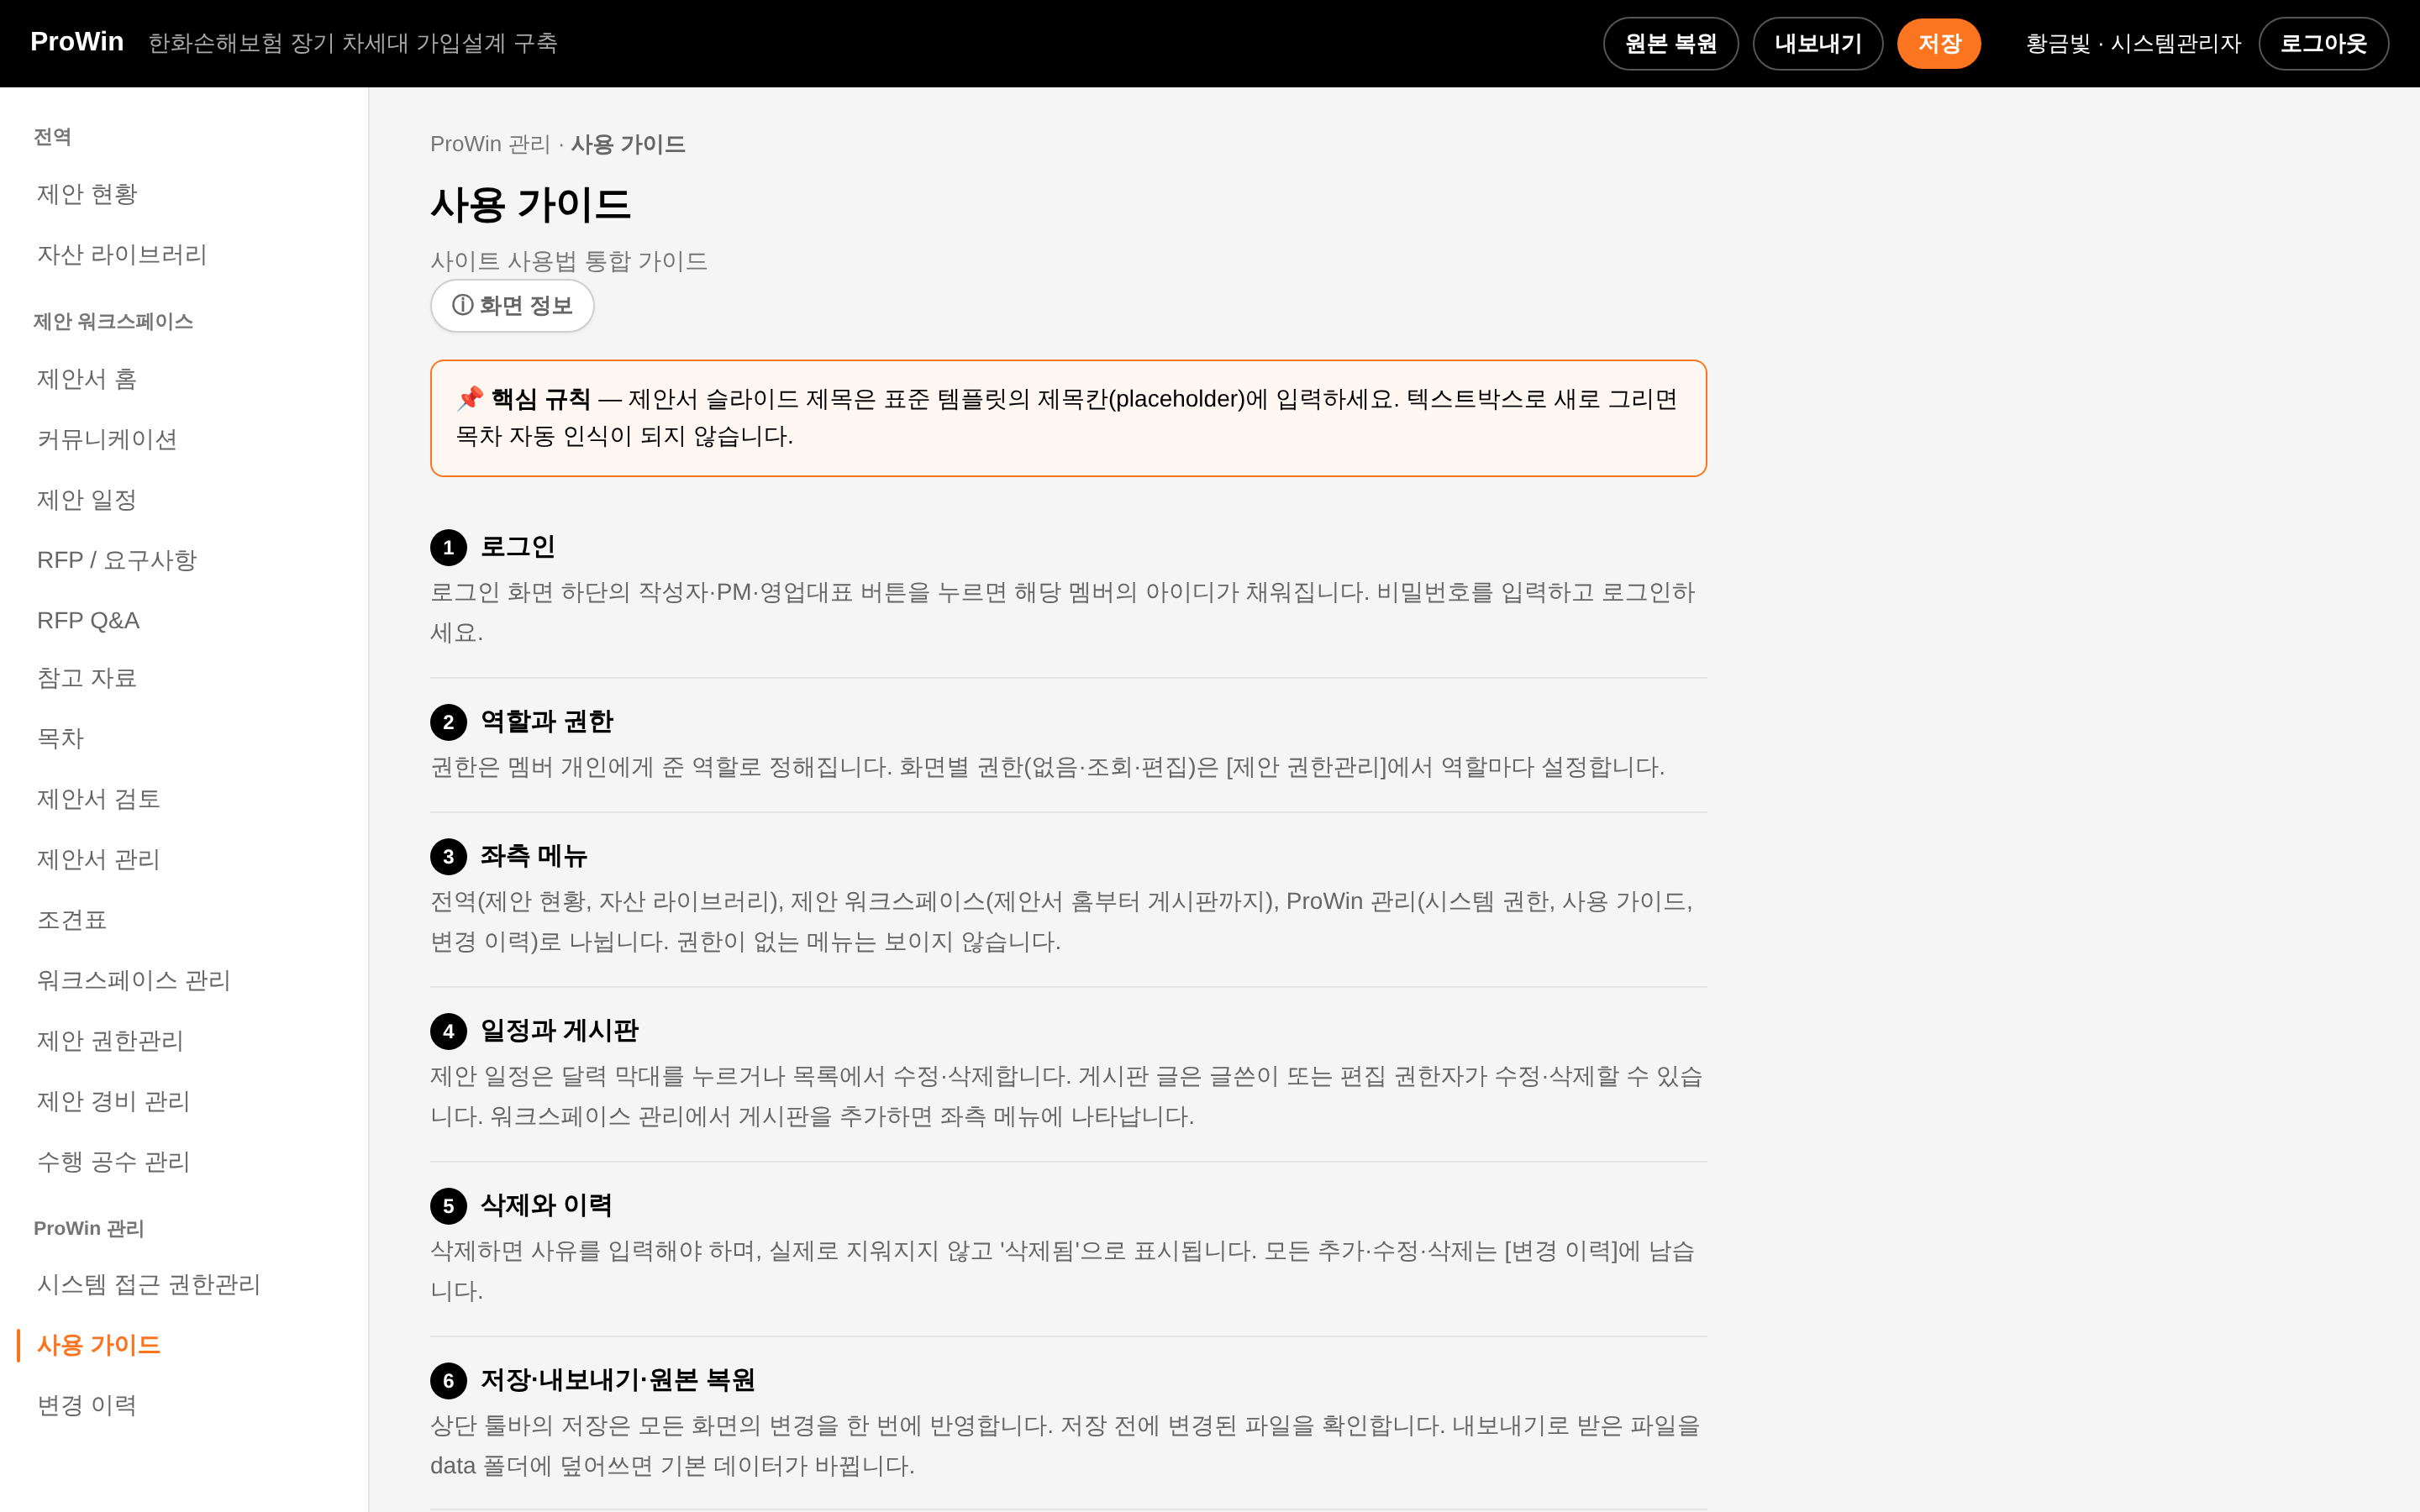 ProWin 한화손해보험 장기 차세대 가입설계 구축 원본 복원 내보내기 저장 황금빛 · 시스템관리자 로그아웃
전역
제안 현황
자산 라이브러리
제안 워크스페이스
제안서 홈
커뮤니케이션
제안 일정
RFP / 요구사항
RFP Q&A
참고 자료
목차
제안서 검토
제안서 관리
조견표
워크스페이스 관리
제안 권한관리
제안 경비 관리
수행 공수 관리
ProWin 관리
시스템 접근 권한관리
사용 가이드
변경 이력
ProWin 관리 · 사용 가이드
사용 가이드
사이트 사용법 통합 가이드
ⓘ 화면 정보
📌 핵심 규칙 — 제안서 슬라이드 제목은 표준 템플릿의 제목칸(placeholder)에 입력하세요. 텍스트박스로 새로 그리면
목차 자동 인식이 되지 않습니다.
1 로그인
로그인 화면 하단의 작성자·PM·영업대표 버튼을 누르면 해당 멤버의 아이디가 채워집니다. 비밀번호를 입력하고 로그인하
세요.
2 역할과 권한
권한은 멤버 개인에게 준 역할로 정해집니다. 화면별 권한(없음·조회·편집)은 [제안 권한관리]에서 역할마다 설정합니다.
3 좌측 메뉴
전역(제안 현황, 자산 라이브러리), 제안 워크스페이스(제안서 홈부터 게시판까지), ProWin 관리(시스템 권한, 사용 가이드,
변경 이력)로 나뉩니다. 권한이 없는 메뉴는 보이지 않습니다.
4 일정과 게시판
제안 일정은 달력 막대를 누르거나 목록에서 수정·삭제합니다. 게시판 글은 글쓴이 또는 편집 권한자가 수정·삭제할 수 있습
니다. 워크스페이스 관리에서 게시판을 추가하면 좌측 메뉴에 나타납니다.
5 삭제와 이력
삭제하면 사유를 입력해야 하며, 실제로 지워지지 않고 '삭제됨'으로 표시됩니다. 모든 추가·수정·삭제는 [변경 이력]에 남습
니다.
6 저장·내보내기·원본 복원
상단 툴바의 저장은 모든 화면의 변경을 한 번에 반영합니다. 저장 전에 변경된 파일을 확인합니다. 내보내기로 받은 파일을
data 폴더에 덮어쓰면 기본 데이터가 바뀝니다.